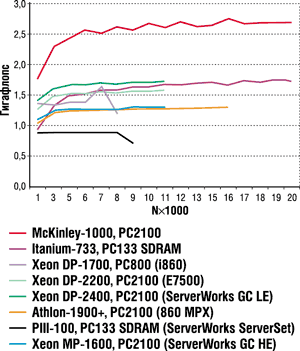 3,0
2,5
2,0
1,5
1,0
0,5
0,0
Гигафлопс
1 2 3 4 5 6 7 8 9 10 11 12 13 14 15 16 17 18 19 20
N×1000
McKinley-1000, PC2100
Itanium-733, PC133 SDRAM
Xeon DP-1700, PC800 (i860)
Xeon DP-2200, PC2100 (E7500)
Xeon DP-2400, PC2100 (ServerWorks GC LE)
Athlon-1900+, PC2100 (860 MPX)
PIII-100, PC133 SDRAM (ServerWorks ServerSet)
Xeon MP-1600, PC2100 (ServerWorks GC HE)